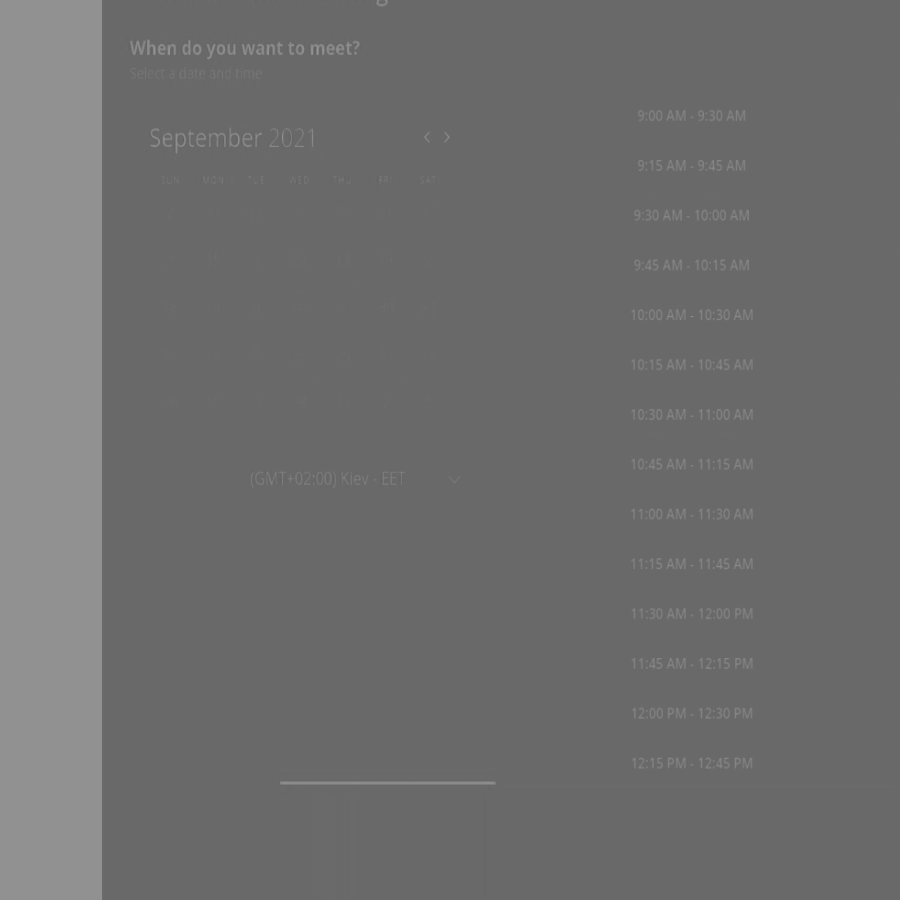 When do you want to meet?
Select a date and time
September 2021
SUN MON TUE WED THU FRI SAT
(GMT+02:00) Kiev - EET
9:00 AM - 9:30 AM
9:15 AM - 9:45 AM
9:30 AM - 10:00 AM
9:45 AM - 10:15 AM
10:00 AM - 10:30 AM
10:15 AM - 10:45 AM
10:30 AM - 11:00 AM
10:45 AM - 11:15 AM
11:00 AM - 11:30 AM
11:15 AM - 11:45 AM
11:30 AM - 12:00 PM
11:45 AM - 12:15 PM
12:00 PM - 12:30 PM
12:15 PM - 12:45 PM